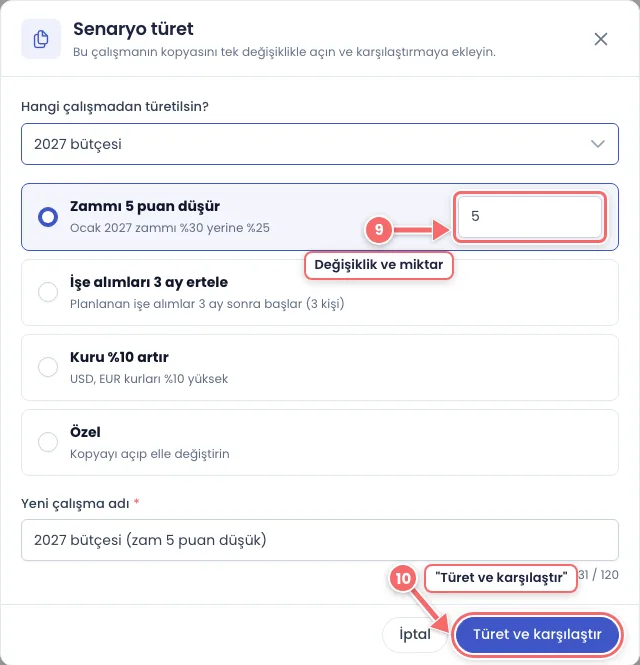 Senaryo türet
Bu çalışmanın kopyasını tek değişiklikle açın ve karşılaştırmaya ekleyin.
Hangi çalışmadan türetilsin?
2027 bütçesi
Zammı 5 puan düşür
Ocak 2027 zammı %30 yerine %25
5
9
Değişiklik ve miktar
İşe alımları 3 ay ertele
Planlanan işe alımlar 3 ay sonra başlar (3 kişi)
Kuru %10 artır
USD, EUR kurları %10 yüksek
Özel
Kopyayı açıp elle değiştirin
Yeni çalışma adı *
2027 bütçesi (zam 5 puan düşük)
10
"Türet ve karşılaştır"
31 / 120
İptal
Türet ve karşılaştır